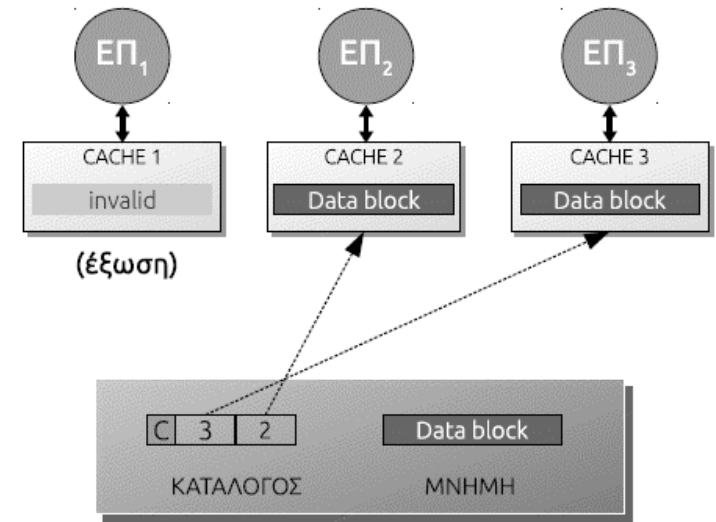 ΕΠ1 ΕΠ2 ΕΠ3
CACHE 1 CACHE 2 CACHE 3
invalid Data block Data block
(έξωση)
C 3 2 Data block
ΚΑΤΑΛΟΓΟΣ ΜΝΗΜΗ